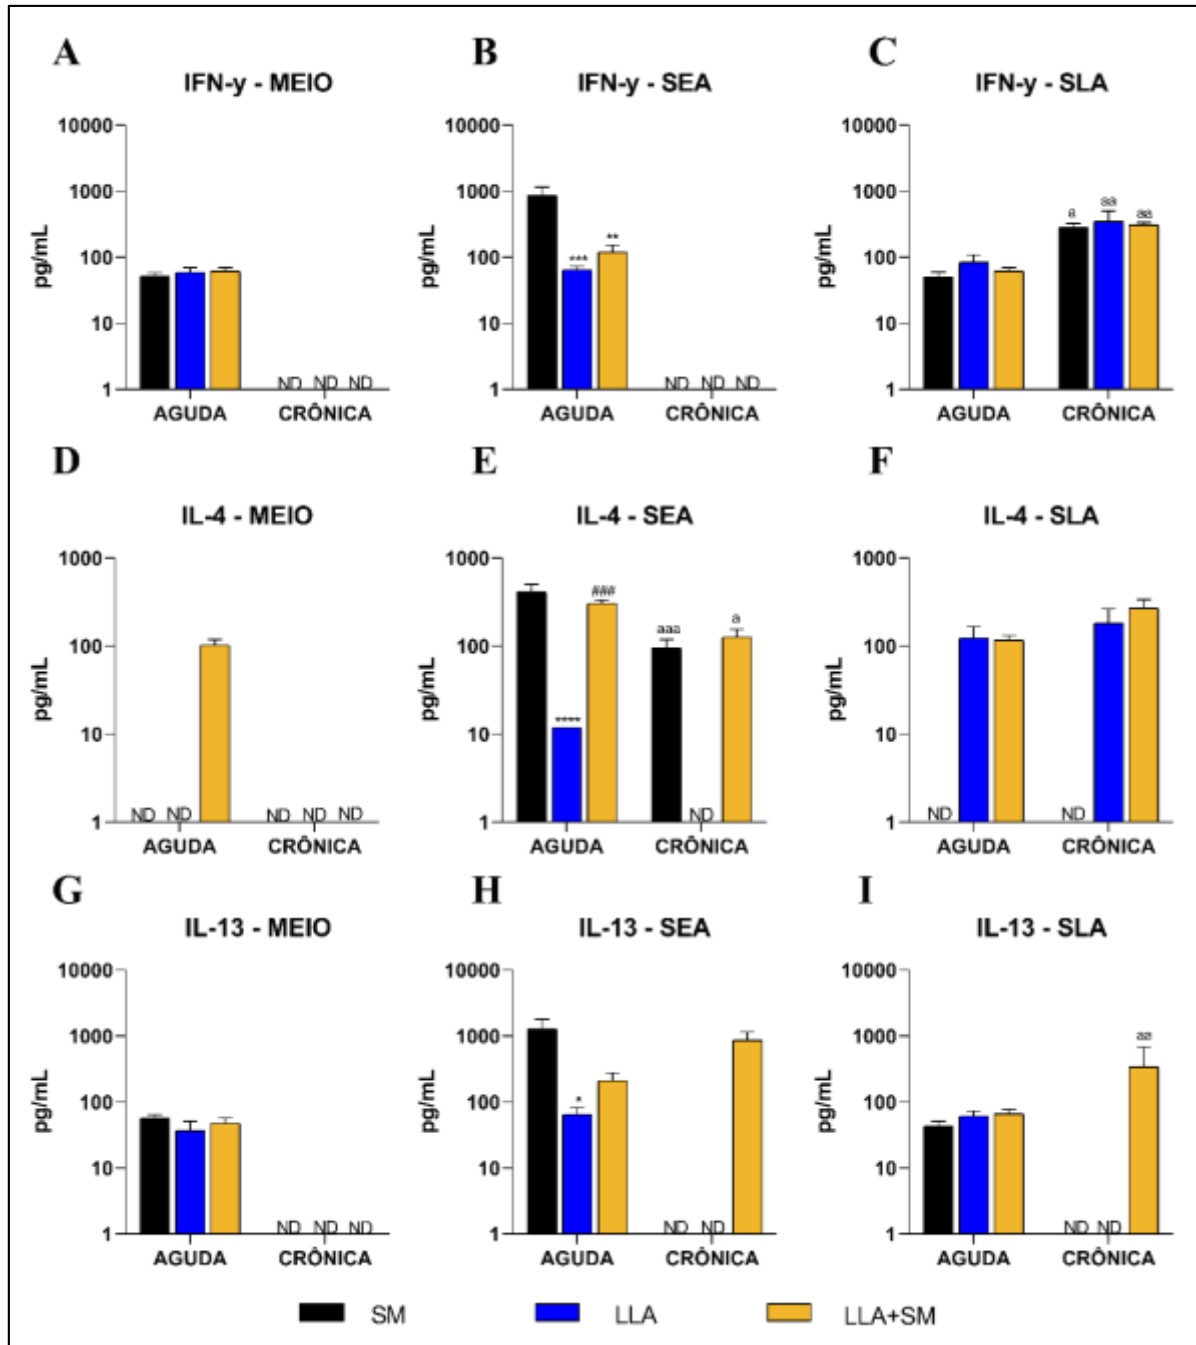 A B C
IFN-y - MEIO IFN-y - SEA IFN-y - SLA
10000 10000 10000
1000 1000 1000
a aa aa
*** **
100 100 100
pg/mL pg/mL pg/mL
10 10 10
ND ND ND ND ND ND
1 1 1
AGUDA CRÔNICA AGUDA CRÔNICA AGUDA CRÔNICA
D E F
IL-4 - MEIO IL-4 - SEA IL-4 - SLA
1000 1000 1000
### aaa a
100 100 100
pg/mL pg/mL pg/mL
10 10 10
****
ND ND ND ND ND ND ND ND
1 1 1
AGUDA CRÔNICA AGUDA CRÔNICA AGUDA CRÔNICA
G H I
IL-13 - MEIO IL-13 - SEA IL-13 - SLA
10000 10000 10000
1000 1000 1000
aa
100 100 100
*
pg/mL pg/mL pg/mL
10 10 10
ND ND ND ND ND ND ND
1 1 1
AGUDA CRÔNICA AGUDA CRÔNICA AGUDA CRÔNICA
SM LLA LLA+SM